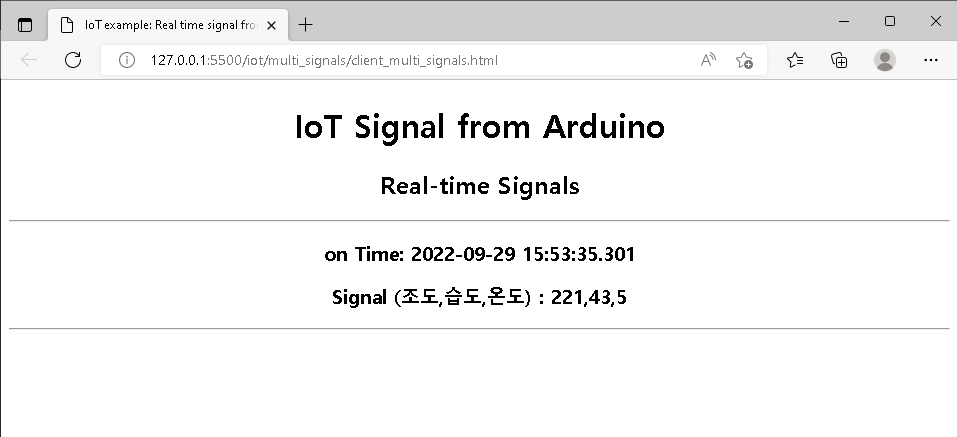 IoT example: Real time signal fro
127.0.0.1:5500/iot/multi_signals/client_multi_signals.html
IoT Signal from Arduino
Real-time Signals
on Time: 2022-09-29 15:53:35.301
Signal (조도,습도,온도) : 221,43,5